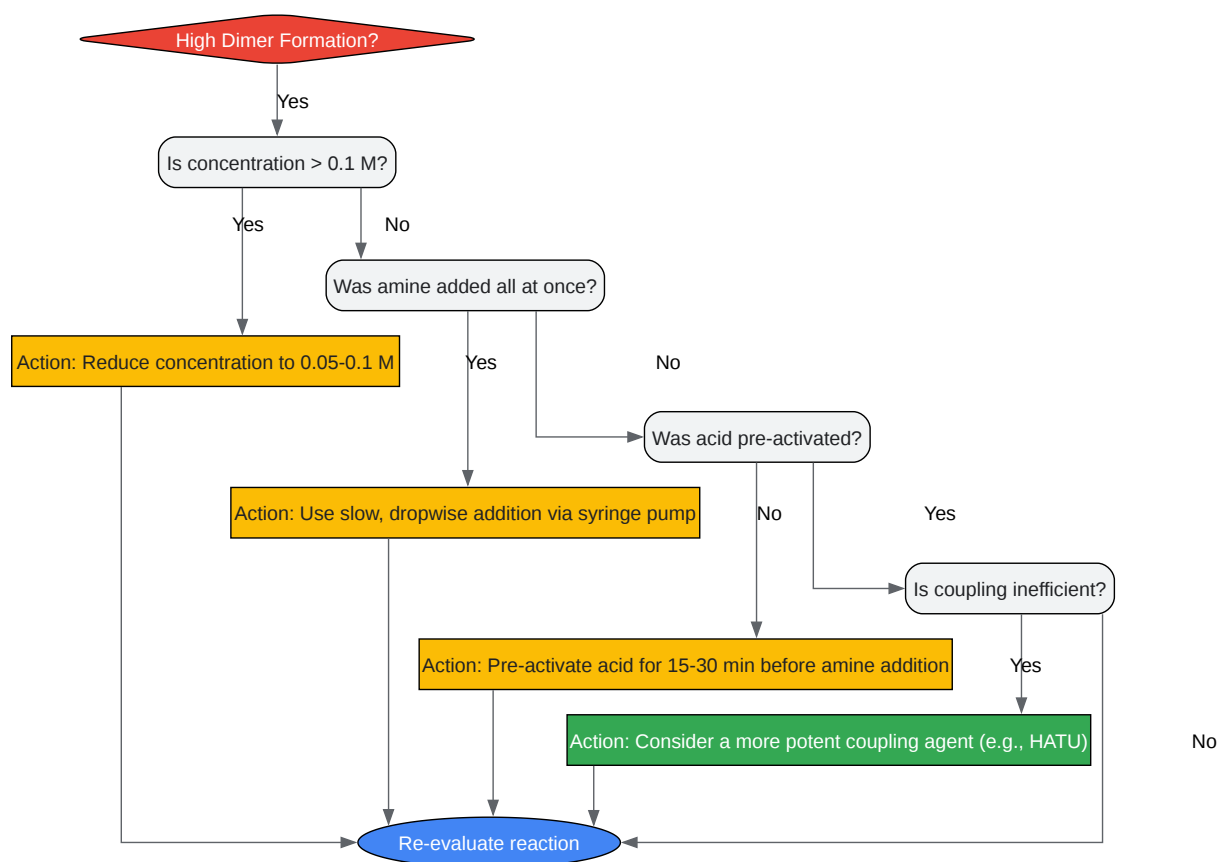 High Dimer Formation?
Yes
Is concentration > 0.1 M?
Yes
No
Was amine added all at once?
Action: Reduce concentration to 0.05-0.1 M
Yes
No
Was acid pre-activated?
Action: Use slow, dropwise addition via syringe pump
No
Yes
Is coupling inefficient?
Action: Pre-activate acid for 15-30 min before amine addition
Yes
Action: Consider a more potent coupling agent (e.g., HATU)
No
Re-evaluate reaction